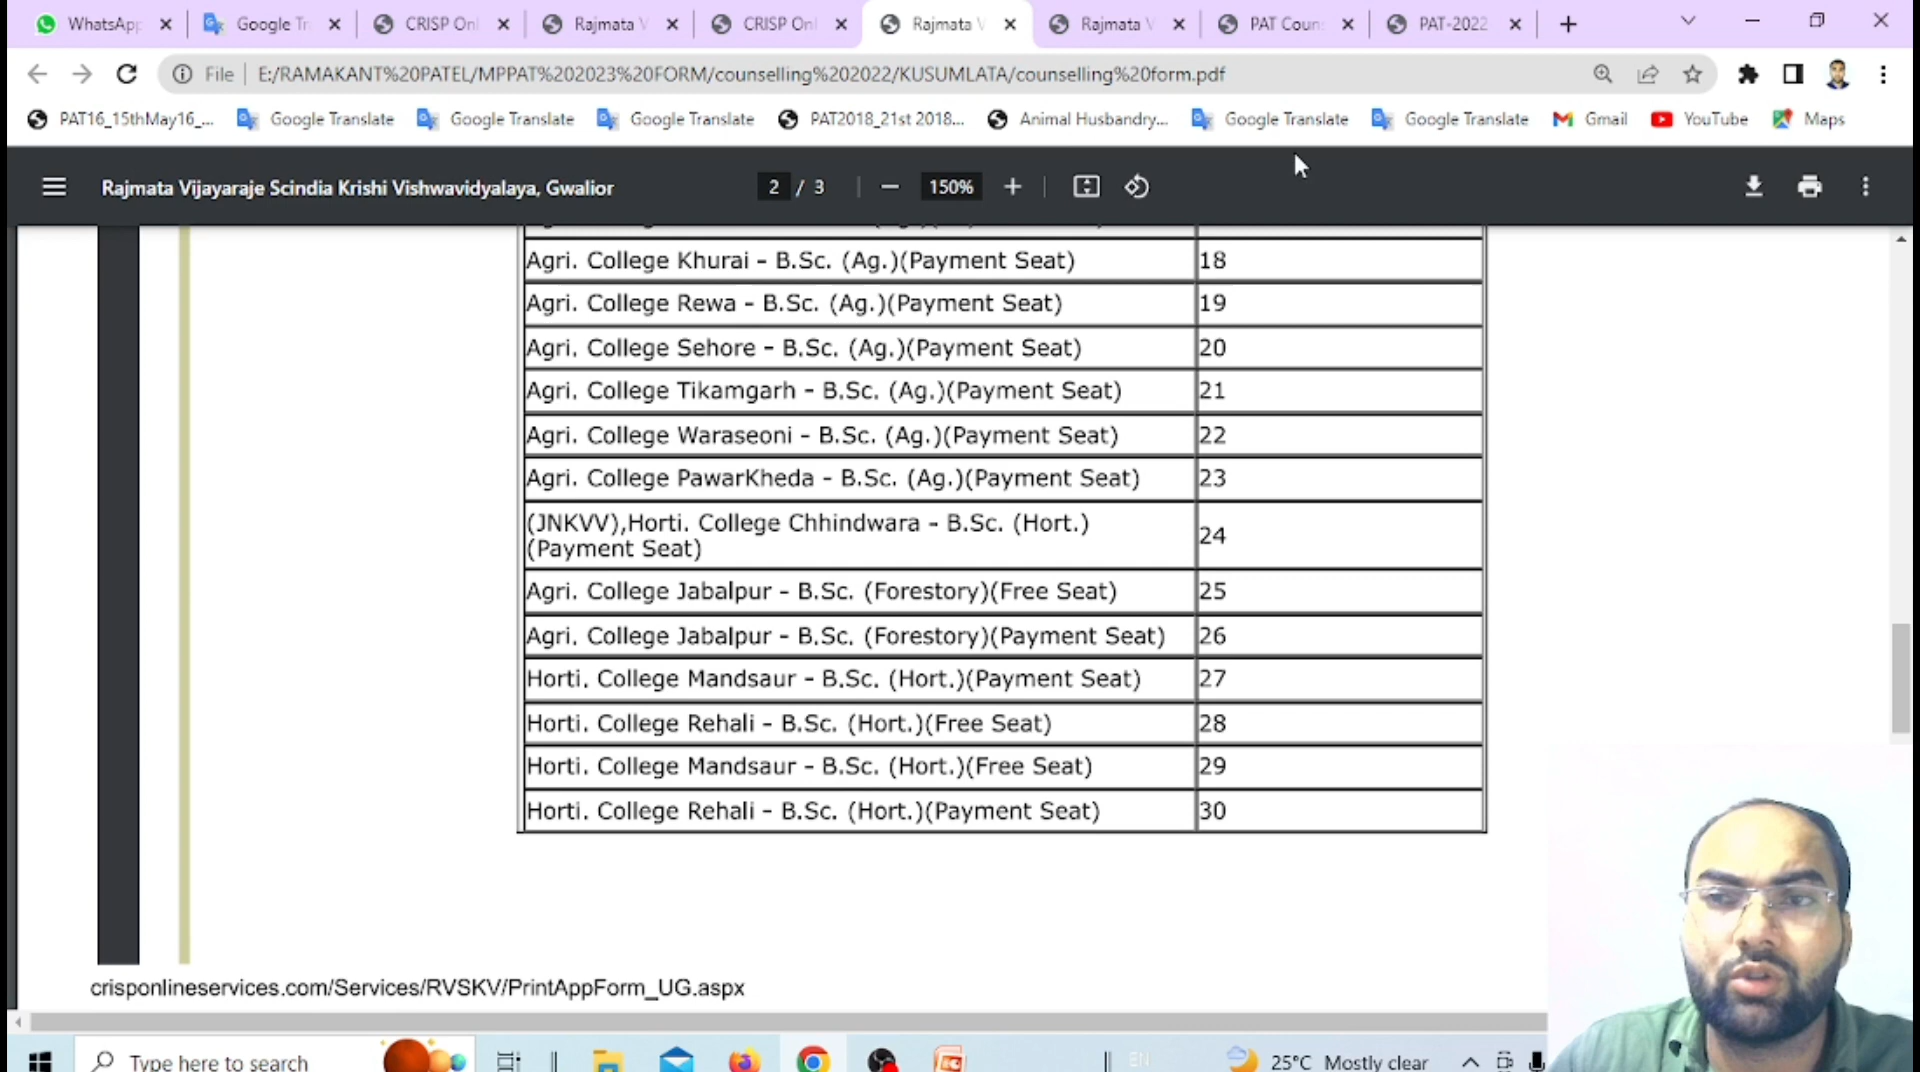 WhatsApp
Google Tr
CRISP Onl
Rajmata V
CRISP Onl
Rajmata V
Rajmata V
PAT Coun
PAT-2022
File
E:/RAMAKANT%20PATEL/MPPAT%202023%20FORM/counselling%202022/KUSUMLATA/counselling%20form.pdf
PAT16_15thMay16_...
Google Translate
Google Translate
Google Translate
PAT2018_21st 2018...
Animal Husbandry...
Google Translate
Google Translate
Gmail
YouTube
Maps
Rajmata Vijayaraje Scindia Krishi Vishwavidyalaya, Gwalior
2 / 3
150%
Agri. College Khurai - B.Sc. (Ag.)(Payment Seat) 18
Agri. College Rewa - B.Sc. (Ag.)(Payment Seat) 19
Agri. College Sehore - B.Sc. (Ag.)(Payment Seat) 20
Agri. College Tikamgarh - B.Sc. (Ag.)(Payment Seat) 21
Agri. College Waraseoni - B.Sc. (Ag.)(Payment Seat) 22
Agri. College PawarKheda - B.Sc. (Ag.)(Payment Seat) 23
(JNKVV),Horti. College Chhindwara - B.Sc. (Hort.)
(Payment Seat) 24
Agri. College Jabalpur - B.Sc. (Forestory)(Free Seat) 25
Agri. College Jabalpur - B.Sc. (Forestory)(Payment Seat) 26
Horti. College Mandsaur - B.Sc. (Hort.)(Payment Seat) 27
Horti. College Rehali - B.Sc. (Hort.)(Free Seat) 28
Horti. College Mandsaur - B.Sc. (Hort.)(Free Seat) 29
Horti. College Rehali - B.Sc. (Hort.)(Payment Seat) 30
crisponlineservices.com/Services/RVSKV/PrintAppForm_UG.aspx
Type here to search
EN
25°C Mostly clear